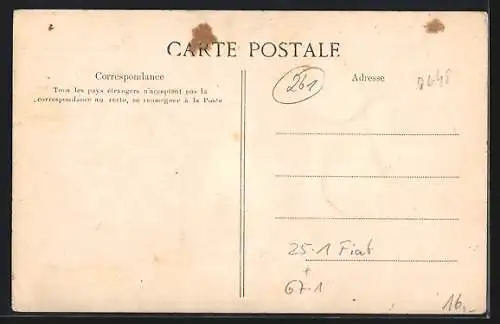 CARTE POSTALE
Correspondance
Tous les pays étrangers n'acceptent pas la
correspondance au recto, se renseigner à la Poste
Adresse
261
25.1 Fiat
+
67.1
16.-